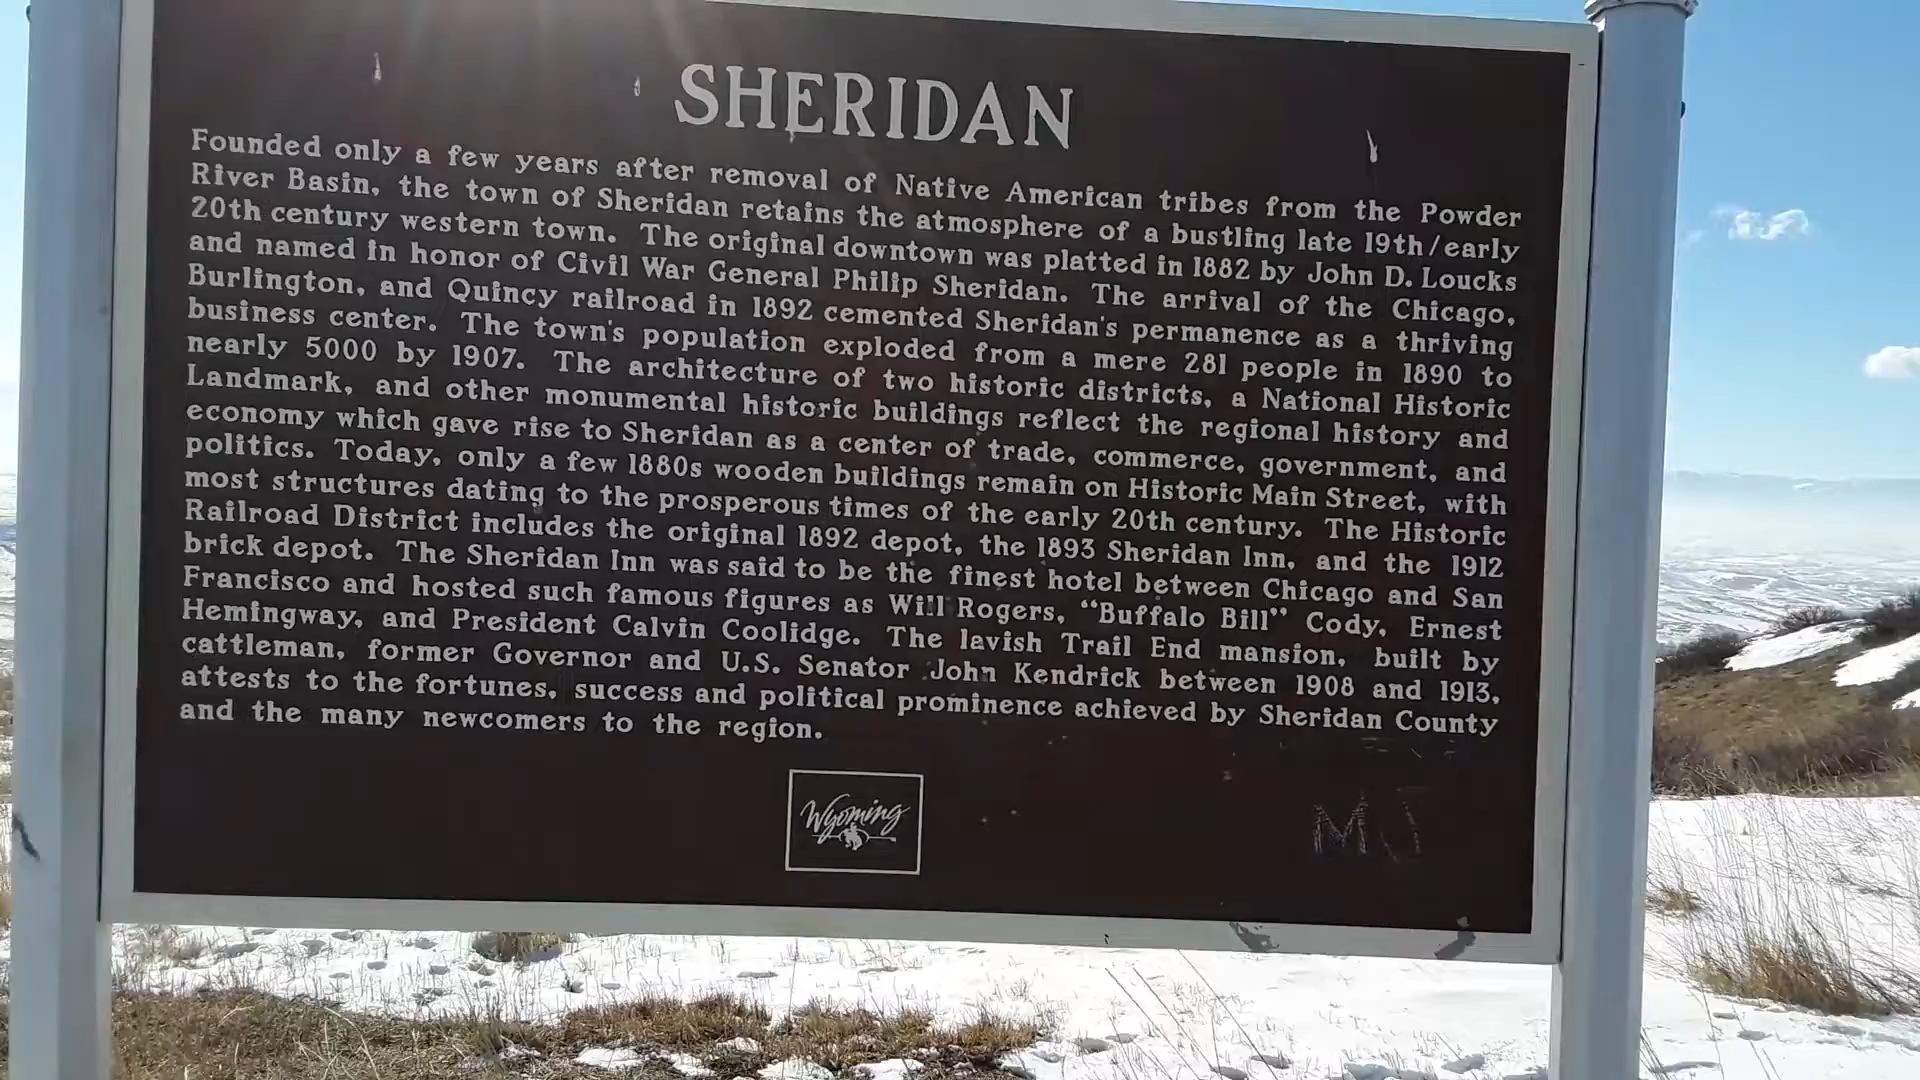 SHERIDAN
Founded only a few years after removal of Native American tribes from the Powder
River Basin, the town of Sheridan retains the atmosphere of a bustling late 19th/early
20th century western town. The original downtown was platted in 1882 by John D. Loucks
and named in honor of Civil War General Philip Sheridan. The arrival of the Chicago,
Burlington, and Quincy railroad in 1892 cemented Sheridan's permanence as a thriving
business center. The town's population exploded from a mere 281 people in 1890 to
nearly 5000 by 1907. The architecture of two historic districts, a National Historic
Landmark, and other monumental historic buildings reflect the regional history and
economy which gave rise to Sheridan as a center of trade, commerce, government, and
politics. Today, only a few 1880s wooden buildings remain on Historic Main Street, with
most structures dating to the prosperous times of the early 20th century. The Historic
Railroad District includes the original 1892 depot, the 1893 Sheridan Inn, and the 1912
brick depot. The Sheridan Inn was said to be the finest hotel between Chicago and San
Francisco and hosted such famous figures as Will Rogers, “Buffalo Bill” Cody, Ernest
Hemingway, and President Calvin Coolidge. The lavish Trail End mansion, built by
cattleman, former Governor and U.S. Senator John Kendrick between 1908 and 1913,
attests to the fortunes, success and political prominence achieved by Sheridan County
and the many newcomers to the region.
Wyoming
MJ